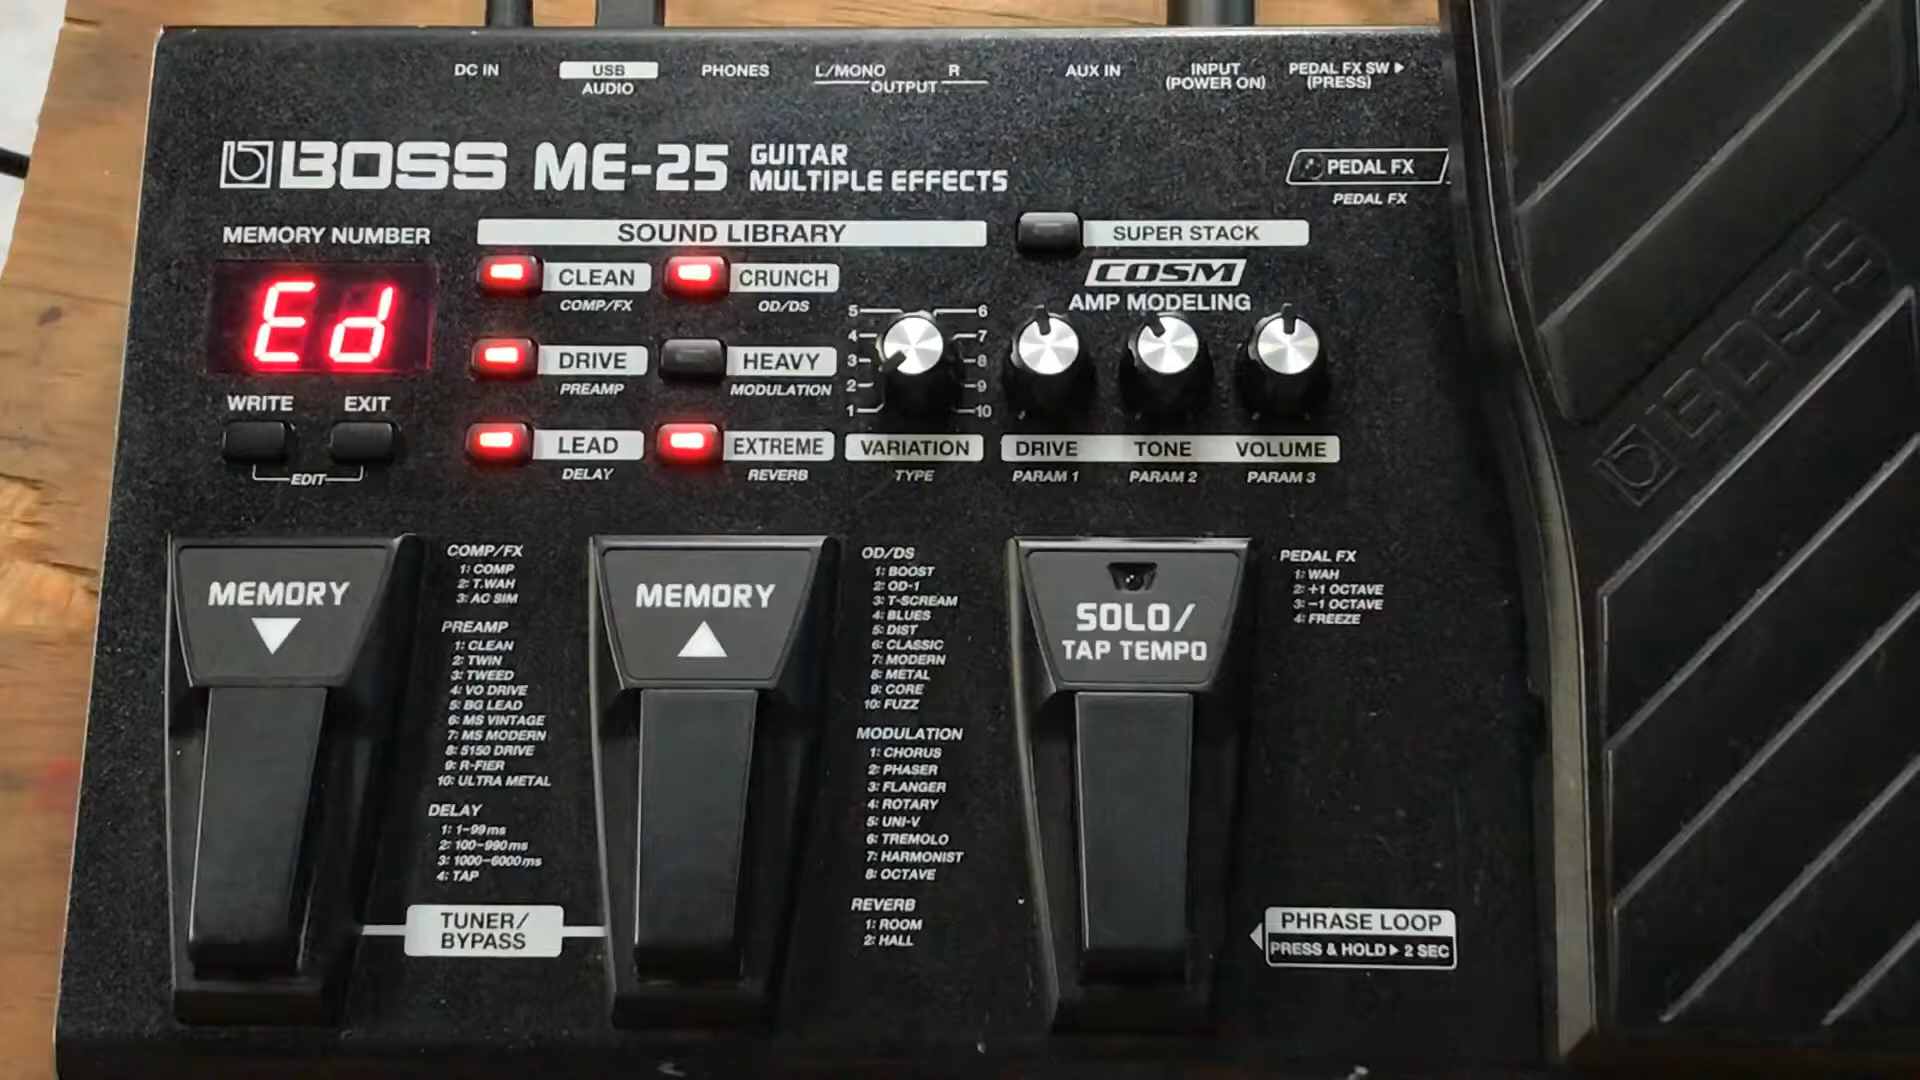 DC IN
USB
AUDIO
PHONES
L/MONO R
OUTPUT
AUX IN
INPUT
(POWER ON)
PEDAL FX SW ▶
(PRESS)
BOSS ME-25 GUITAR
MULTIPLE EFFECTS
PEDAL FX
PEDAL FX
MEMORY NUMBER
Ed
WRITE EXIT
EDIT
SOUND LIBRARY
CLEAN
COMP/FX
CRUNCH
OD/DS
DRIVE
PREAMP
HEAVY
MODULATION
LEAD
DELAY
EXTREME
REVERB
5 6
4 7
3 8
2 9
1 10
VARIATION
TYPE
SUPER STACK
COSM
AMP MODELING
DRIVE TONE VOLUME
PARAM 1 PARAM 2 PARAM 3
BOSS
MEMORY
▼
COMP/FX
1: COMP
2: T.WAH
3: AC SIM
PREAMP
1: CLEAN
2: TWIN
3: TWEED
4: VO DRIVE
5: BG LEAD
6: MS VINTAGE
7: MS MODERN
8: 5150 DRIVE
9: R-FIER
10: ULTRA METAL
DELAY
1: 1-99ms
2: 100-990ms
3: 1000-6000ms
4: TAP
TUNER/
BYPASS
MEMORY
▲
OD/DS
1: BOOST
2: OD-1
3: T-SCREAM
4: BLUES
5: DIST
6: CLASSIC
7: MODERN
8: METAL
9: CORE
10: FUZZ
MODULATION
1: CHORUS
2: PHASER
3: FLANGER
4: ROTARY
5: UNI-V
6: TREMOLO
7: HARMONIST
8: OCTAVE
REVERB
1: ROOM
2: HALL
SOLO/
TAP TEMPO
PEDAL FX
1: WAH
2: +1 OCTAVE
3: -1 OCTAVE
4: FREEZE
PHRASE LOOP
PRESS & HOLD ▶ 2 SEC